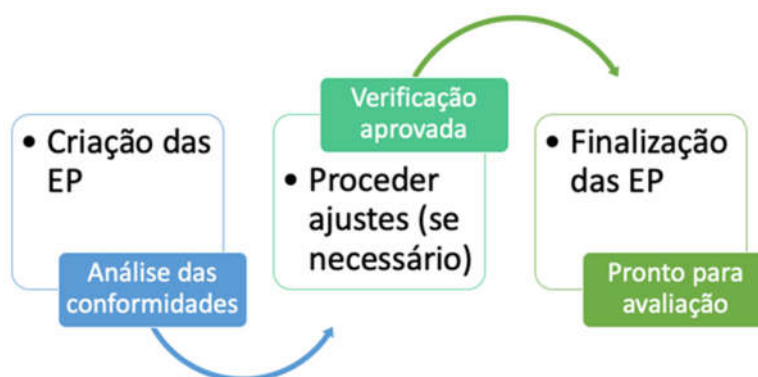 • Criação das
EP
Análise das
conformidades
Verificação
aprovada
• Proceder
ajustes (se
necessário)
• Finalização
das EP
Pronto para
avaliação